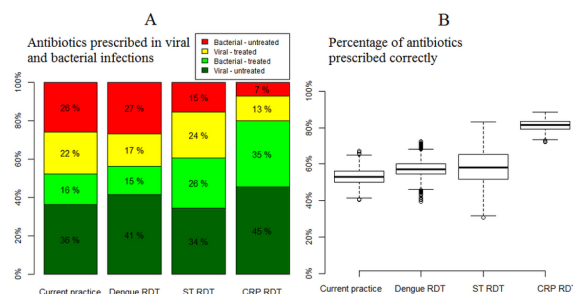 A
Antibiotics prescribed in viral
and bacterial infections
Bacterial - untreated
Viral - treated
Bacterial - treated
Viral - untreated
100%
80%
60%
40%
20%
0%
26 %
22 %
16 %
36 %
27 %
17 %
15 %
41 %
15 %
24 %
26 %
34 %
7 %
13 %
35 %
45 %
Current practice
Dengue RDT
ST RDT
CRP RDT
B
Percentage of antibiotics
prescribed correctly
100%
80%
60%
40%
20%
0%
Current practice
Dengue RDT
ST RDT
CRP RDT